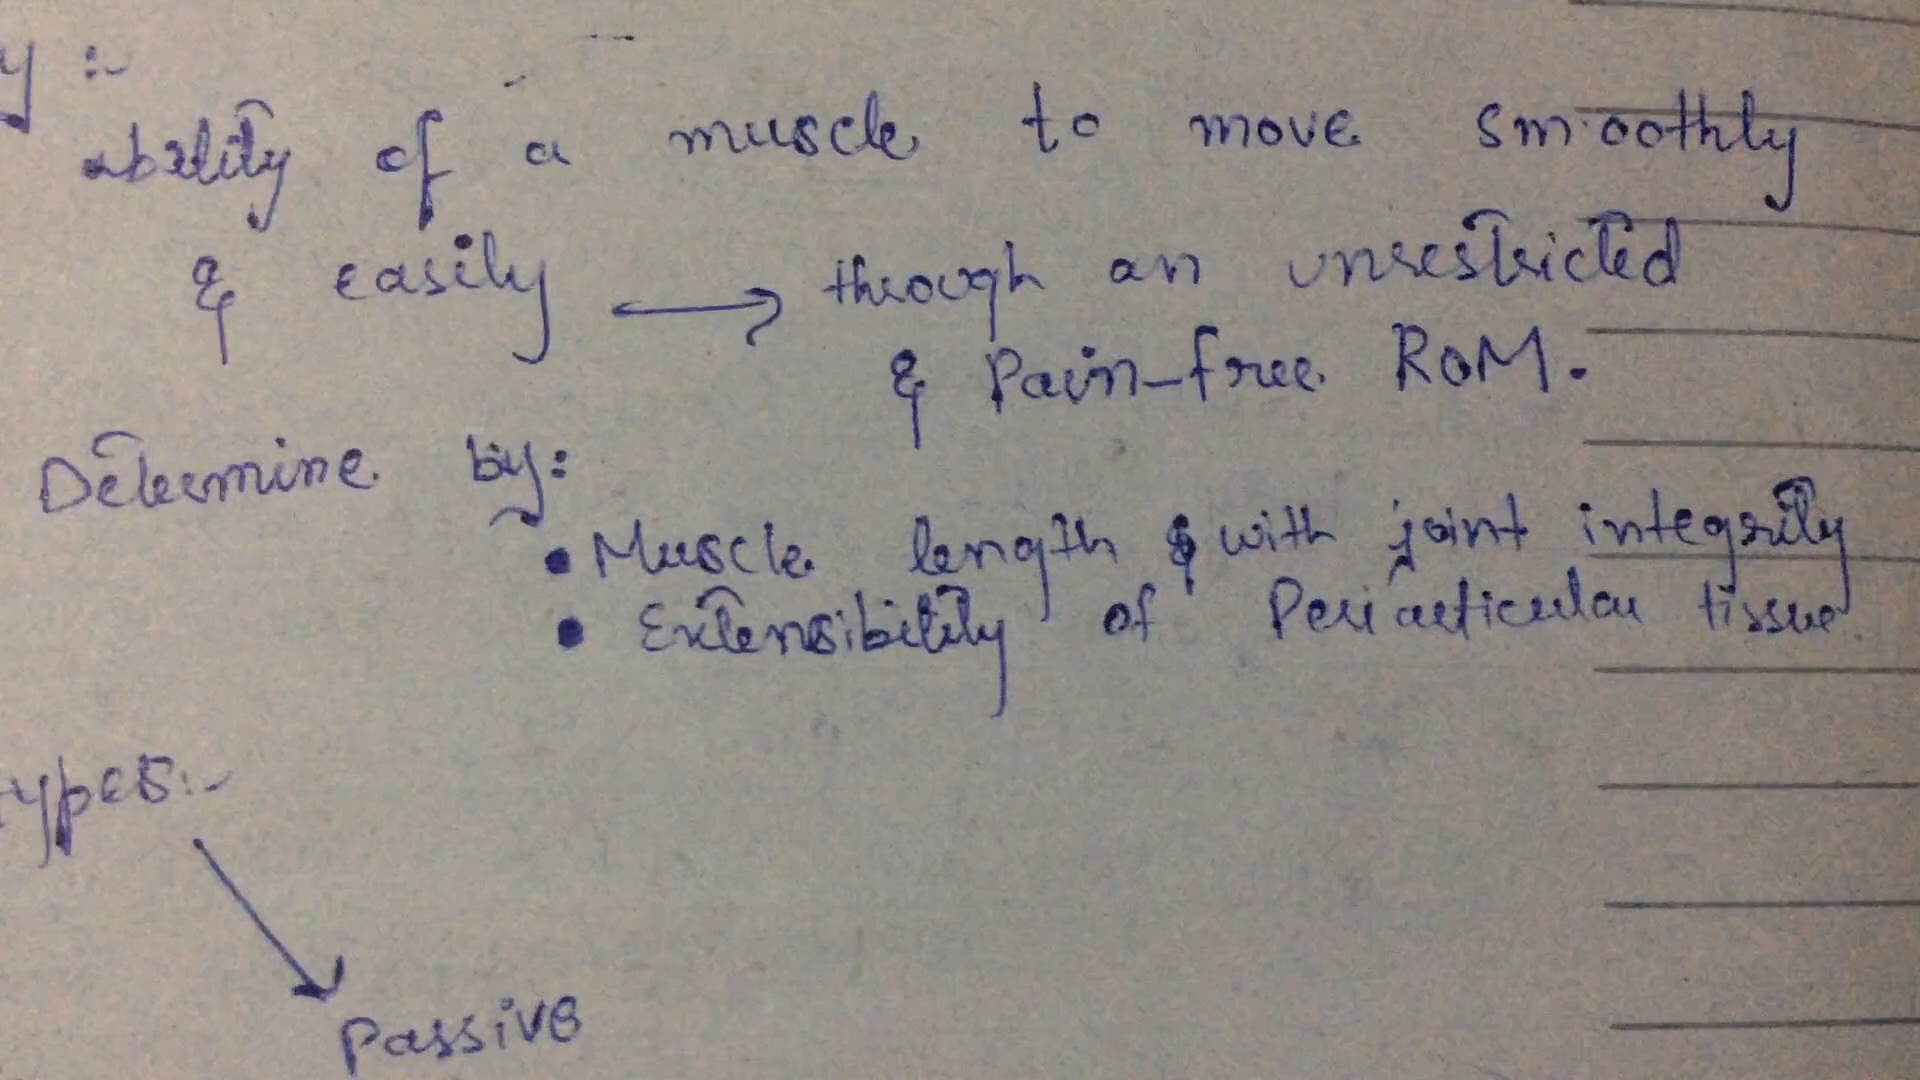 y :-
ability of a muscle to move smoothly
& easily → through an unrestricted
& Pain-free ROM.
Determine by:
• Muscle length & with joint integrity
• Extensibility of Periarticular tissue
ypes:-
Passive